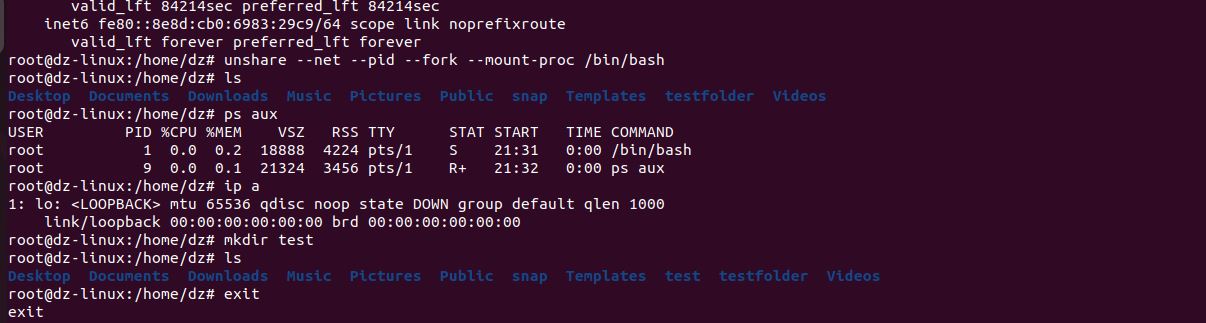 valid_lft 84214sec preferred_lft 84214sec
inet6 fe80::8e8d:cb0:6983:29c9/64 scope link noprefixroute
valid_lft forever preferred_lft forever
root@dz-linux:/home/dz# unshare --net --pid --fork --mount-proc /bin/bash
root@dz-linux:/home/dz# ls
Desktop  Documents  Downloads  Music  Pictures  Public  snap  Templates  testfolder  Videos
root@dz-linux:/home/dz# ps aux
USER         PID %CPU %MEM    VSZ   RSS TTY      STAT START   TIME COMMAND
root           1  0.0  0.2  18888  4224 pts/1    S    21:31   0:00 /bin/bash
root           9  0.0  0.1  21324  3456 pts/1    R+   21:32   0:00 ps aux
root@dz-linux:/home/dz# ip a
1: lo: <LOOPBACK> mtu 65536 qdisc noop state DOWN group default qlen 1000
    link/loopback 00:00:00:00:00:00 brd 00:00:00:00:00:00
root@dz-linux:/home/dz# mkdir test
root@dz-linux:/home/dz# ls
Desktop  Documents  Downloads  Music  Pictures  Public  snap  Templates  test  testfolder  Videos
root@dz-linux:/home/dz# exit
exit